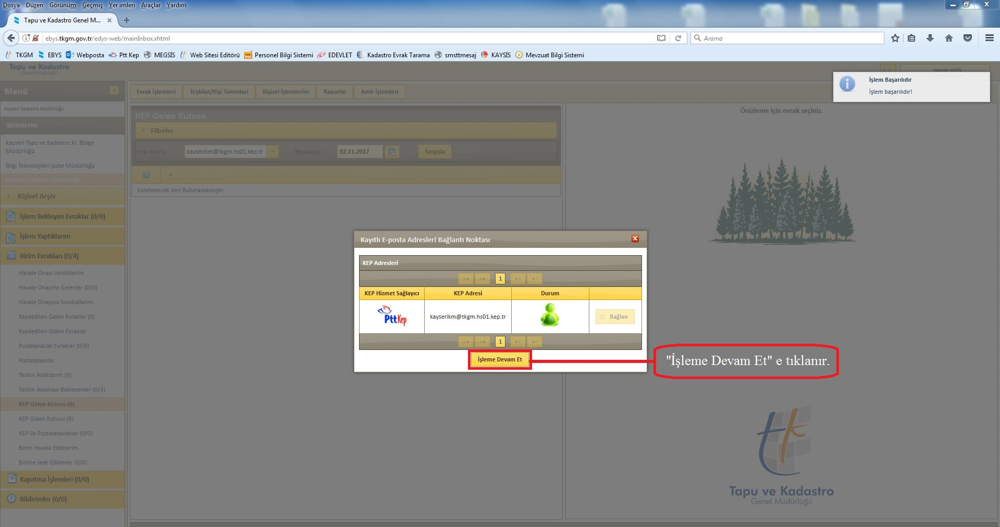 Dosya Düzen Görünüm Geçmiş Yer imleri Araçlar Yardım
Tapu ve Kadastro Genel M...
ebys.tkgm.gov.tr/edys-web/mainInbox.xhtml
Arama
TKGM EBYS Webposta Ptt Kep MEGSİS Web Sitesi Editörü Personel Bilgi Sistemi EDEVLET Kadastro Evrak Tarama smsttmesaj KAYSİS Mevzuat Bilgi Sistemi
Tapu ve Kadastro
Genel Müdürlüğü
Abdullah AKGÖL
İşlem Başarılıdır
İşlem başarılıdır!
Menü
Kayseri Kadastro Müdürlüğü
Birimlerim
Kayseri Tapu ve Kadastro XI. Bölge
Müdürlüğü
Bilgi Teknolojileri Şube Müdürlüğü
Kayseri Kadastro Müdürlüğü
Kişisel Arşiv
İşlem Bekleyen Evraklar (0/0)
İşlem Yaptıklarım
Birim Evrakları (0/4)
Havale Onayı Verdiklerim
Havale Onayına Gelenler (0/0)
Havale Onayına Sunduklarım
Kaydedilen Gelen Evraklar (0)
Kaydedilen Giden Evraklar
Postalanacak Evraklar (0/0)
Postalananlar
Teslim Aldıklarım (0)
Teslim Alınmayı Bekleyenler (0/4)
KEP Gelen Kutusu (0)
KEP Giden Kutusu (0)
KEP ile Postalanacaklar (0/0)
Birim Havale Ettiklerim
Birime İade Edilenler (0/0)
Kapatma İşlemleri (0/0)
Bildirimler (0/0)
Evrak İşlemleri Teşkilat/Kişi Tanımları Kişisel İşlemlerim Raporlar Amir İşlemleri
KEP Gelen Kutusu
Filtreler
Kep Adresi : kayserikm@tkgm.hs01.kep.tr Başlangıç: 02.11.2017 Sorgula
Listelenecek Veri Bulunamamıştır.
Önizleme için evrak seçiniz.
Kayıtlı E-posta Adresleri Bağlantı Noktası
KEP Adresleri
1
KEP Hizmet Sağlayıcı KEP Adresi Durum
PttKep kayserikm@tkgm.hs01.kep.tr Bağlan
1
İşleme Devam Et
"İşleme Devam Et" e tıklanır.
Tapu ve Kadastro
Genel Müdürlüğü